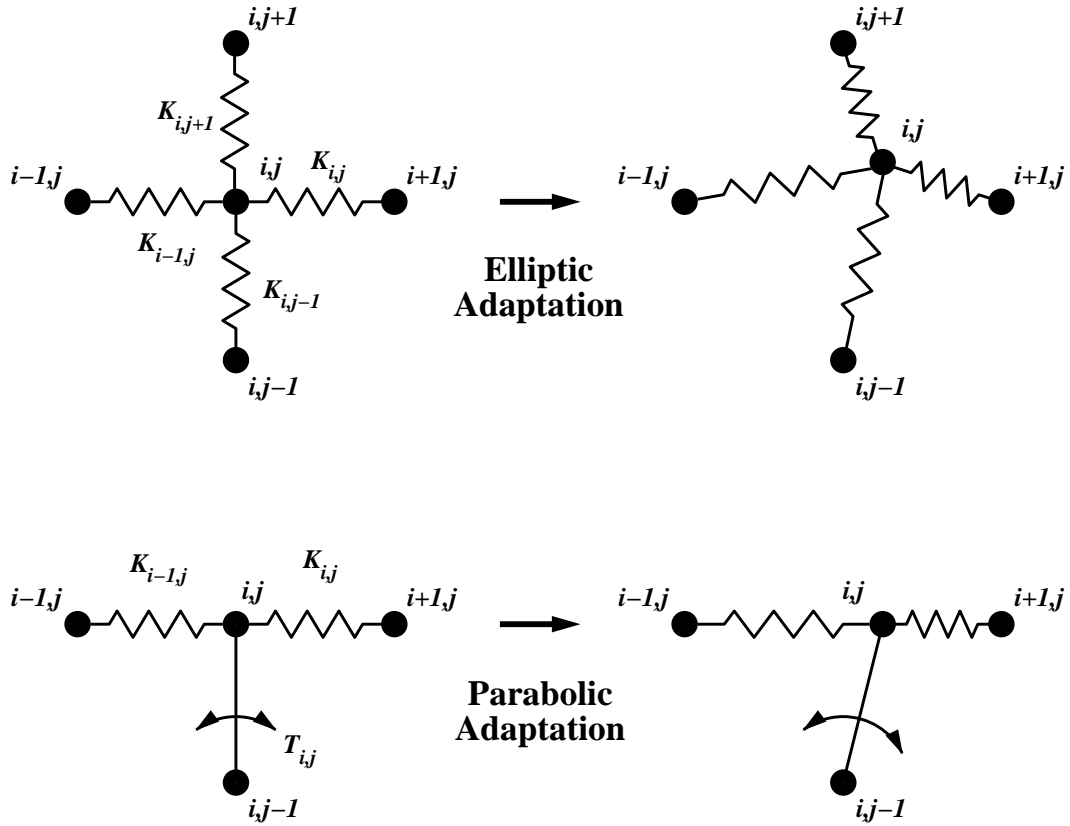 i,j+1
i,j+1
K_{i,j+1}
i,j
K_{i,j}
i,j
i−1,j
i+1,j
i−1,j
i+1,j
K_{i−1,j}
K_{i,j−1}
Elliptic
Adaptation
i,j−1
i,j−1
K_{i−1,j}
K_{i,j}
i−1,j
i,j
i+1,j
i−1,j
i,j
i+1,j
Parabolic
Adaptation
T_{i,j}
i,j−1
i,j−1